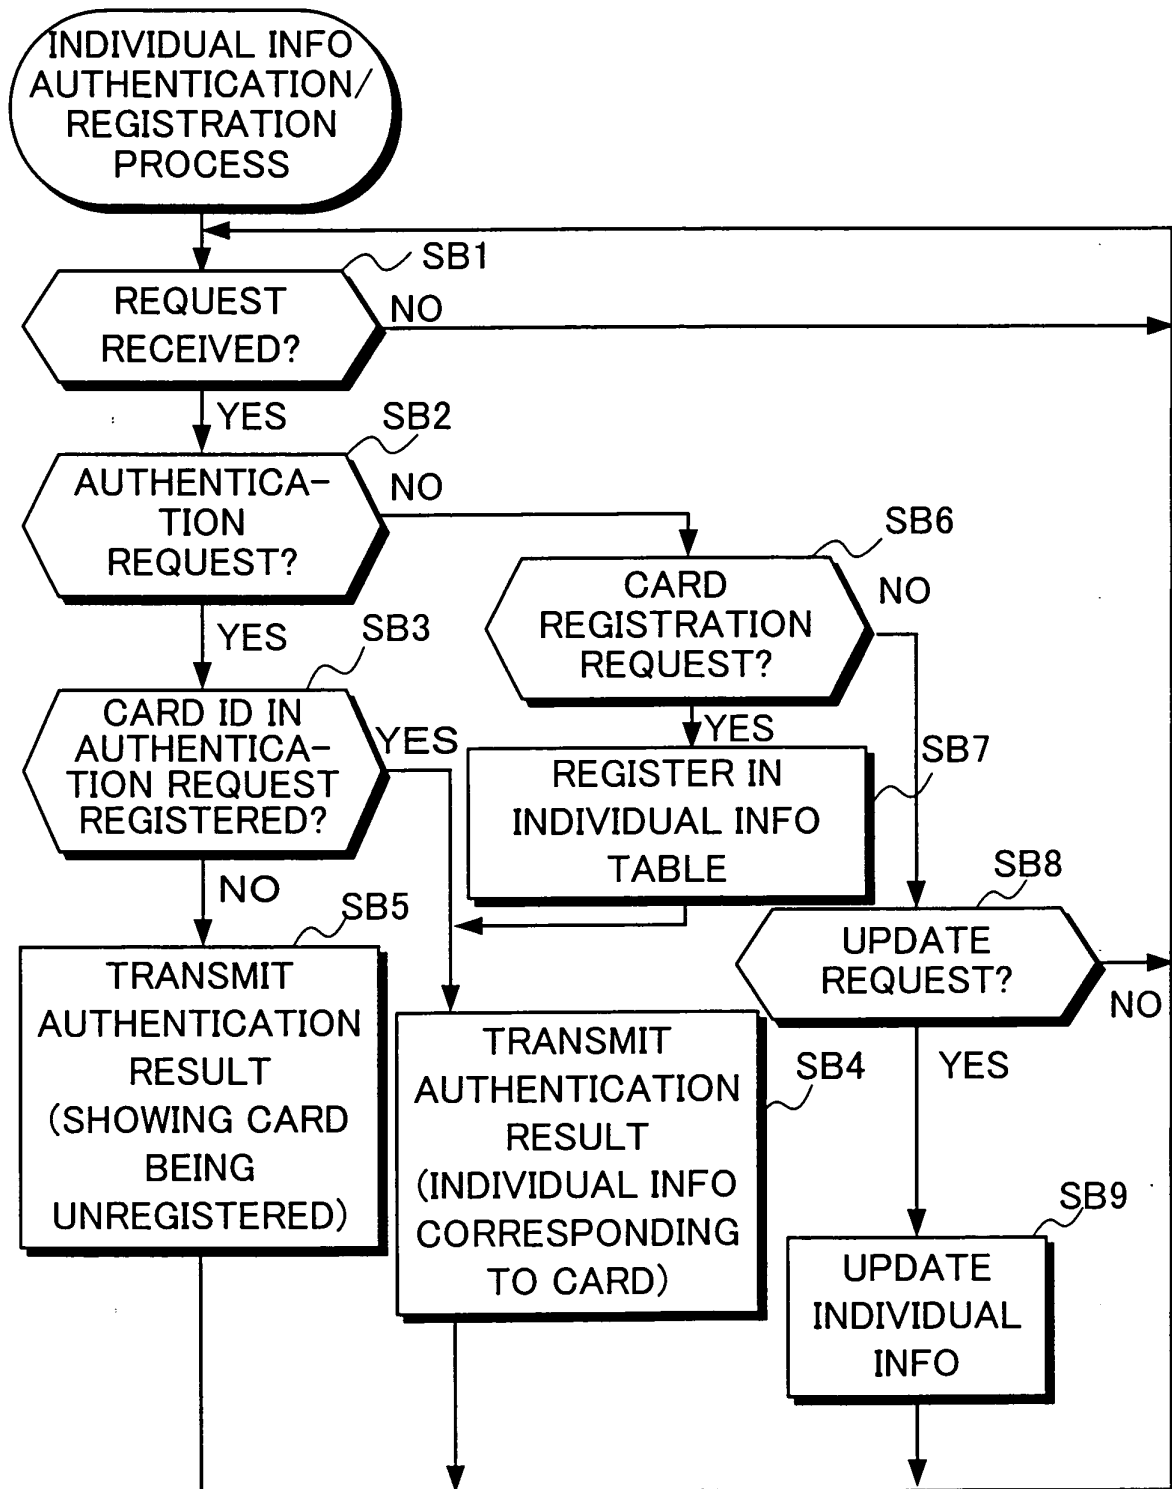 INDIVIDUAL INFO
AUTHENTICATION/
REGISTRATION
PROCESS
SB1
REQUEST
RECEIVED?
NO
YES
SB2
AUTHENTICA-
TION
REQUEST?
NO
YES
SB6
CARD
REGISTRATION
REQUEST?
NO
YES
SB3
CARD ID IN
AUTHENTICA-
TION REQUEST
REGISTERED?
YES
NO
SB7
REGISTER IN
INDIVIDUAL INFO
TABLE
SB8
UPDATE
REQUEST?
NO
YES
SB5
TRANSMIT
AUTHENTICATION
RESULT
(SHOWING CARD
BEING
UNREGISTERED)
SB4
TRANSMIT
AUTHENTICATION
RESULT
(INDIVIDUAL INFO
CORRESPONDING
TO CARD)
SB9
UPDATE
INDIVIDUAL
INFO